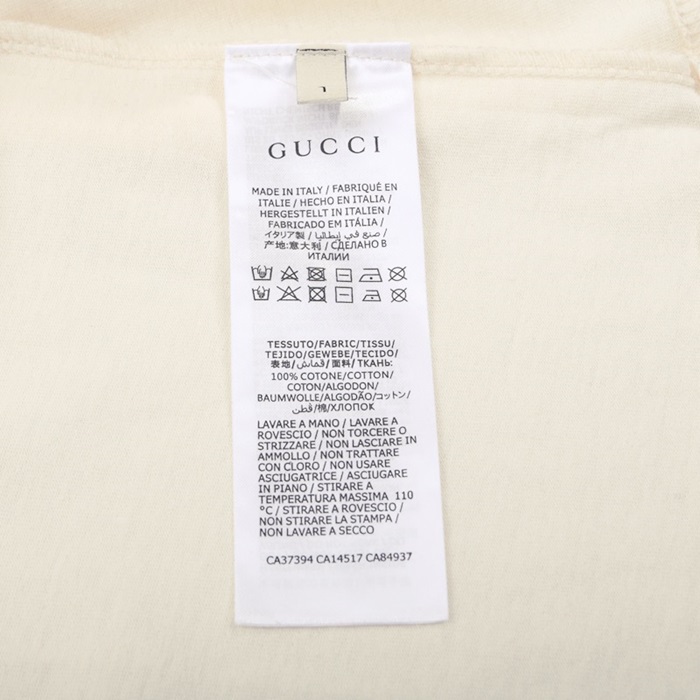 GUCCI
MADE IN ITALY / FABRIQUÉ EN
ITALIE / HECHO EN ITALIA /
HERGESTELLT IN ITALIEN /
FABRICADO EM ITÁLIA /
イタリア製 / صنع في إيطاليا /
产地:意大利 / СДЕЛАНО В
ИТАЛИИ
TESSUTO/FABRIC/TISSU/
TEJIDO/GEWEBE/TECIDO/
表地/قماش/面料/ТКАНЬ:
100% COTONE/COTTON/
COTON/ALGODON/
BAUMWOLLE/ALGODÃO/コットン/
قطن/棉/ХЛОПОК
LAVARE A MANO / LAVARE A
ROVESCIO / NON TORCERE O
STRIZZARE / NON LASCIARE IN
AMMOLLO / NON TRATTARE
CON CLORO / NON USARE
ASCIUGATRICE / ASCIUGARE
IN PIANO / STIRARE A
TEMPERATURA MASSIMA 110
°C / STIRARE A ROVESCIO /
NON STIRARE LA STAMPA /
NON LAVARE A SECCO
CA37394 CA14517 CA84937